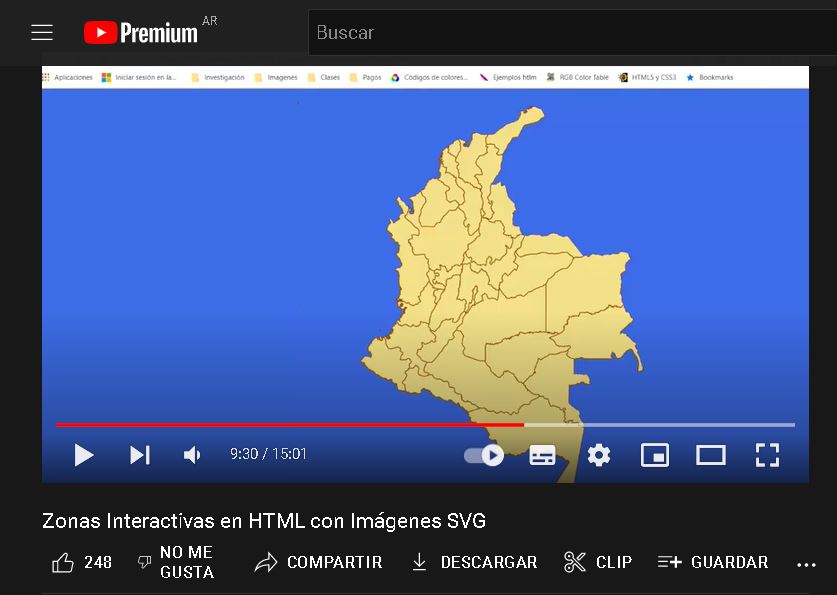 Premium AR
Buscar
Aplicaciones Iniciar sesión en la... Investigación Imagenes Clases Pagos Códigos de colores... Ejemplos htlm RGB Color Table HTML5 y CSS3 Bookmarks
9:30 / 15:01
Zonas Interactivas en HTML con Imágenes SVG
248 NO ME GUSTA COMPARTIR DESCARGAR CLIP GUARDAR